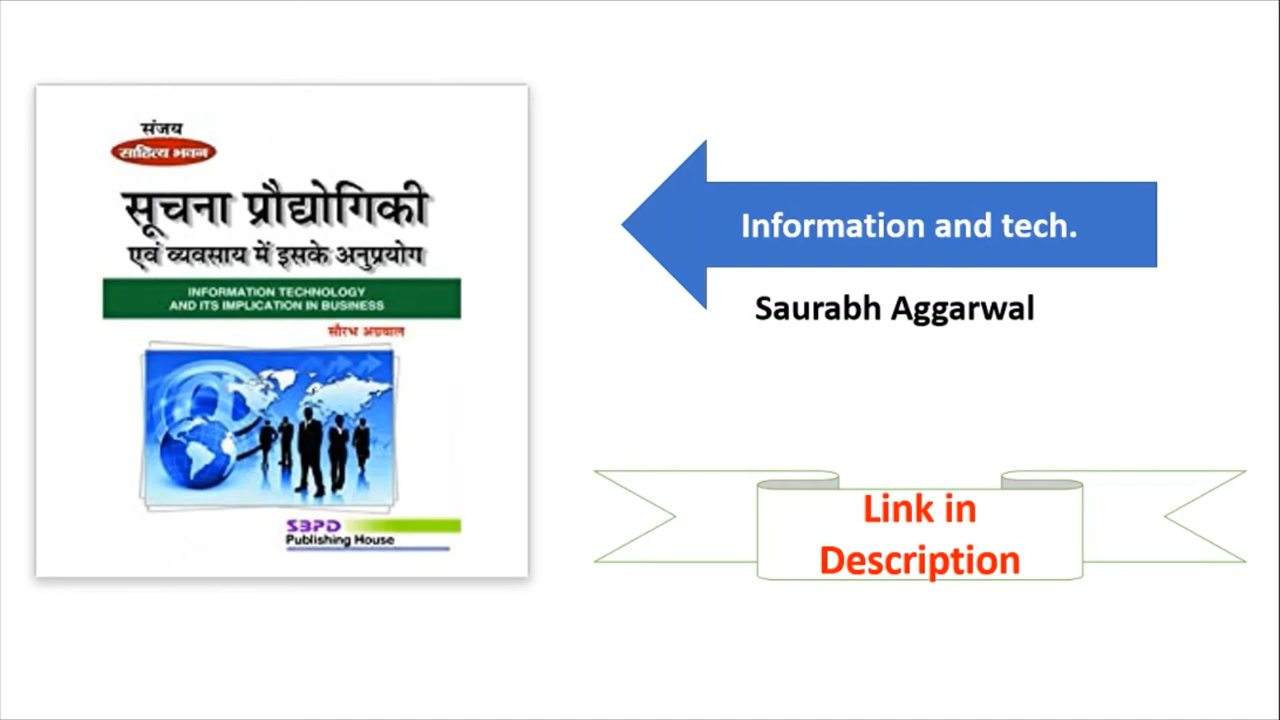 संजय
साहित्य भवन
सूचना प्रौद्योगिकी
एवं व्यवसाय में इसके अनुप्रयोग
INFORMATION TECHNOLOGY
AND ITS IMPLICATION IN BUSINESS
सौरभ अग्रवाल
SBPD
Publishing House
Information and tech.
Saurabh Aggarwal
Link in
Description